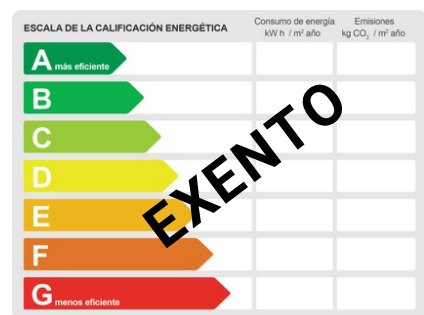 ESCALA DE LA CALIFICACIÓN ENERGÉTICA
Consumo de energía
kW h / m² año
Emisiones
kg CO₂ / m² año
A más eficiente
B
C
D
E
F
G menos eficiente
EXENTO